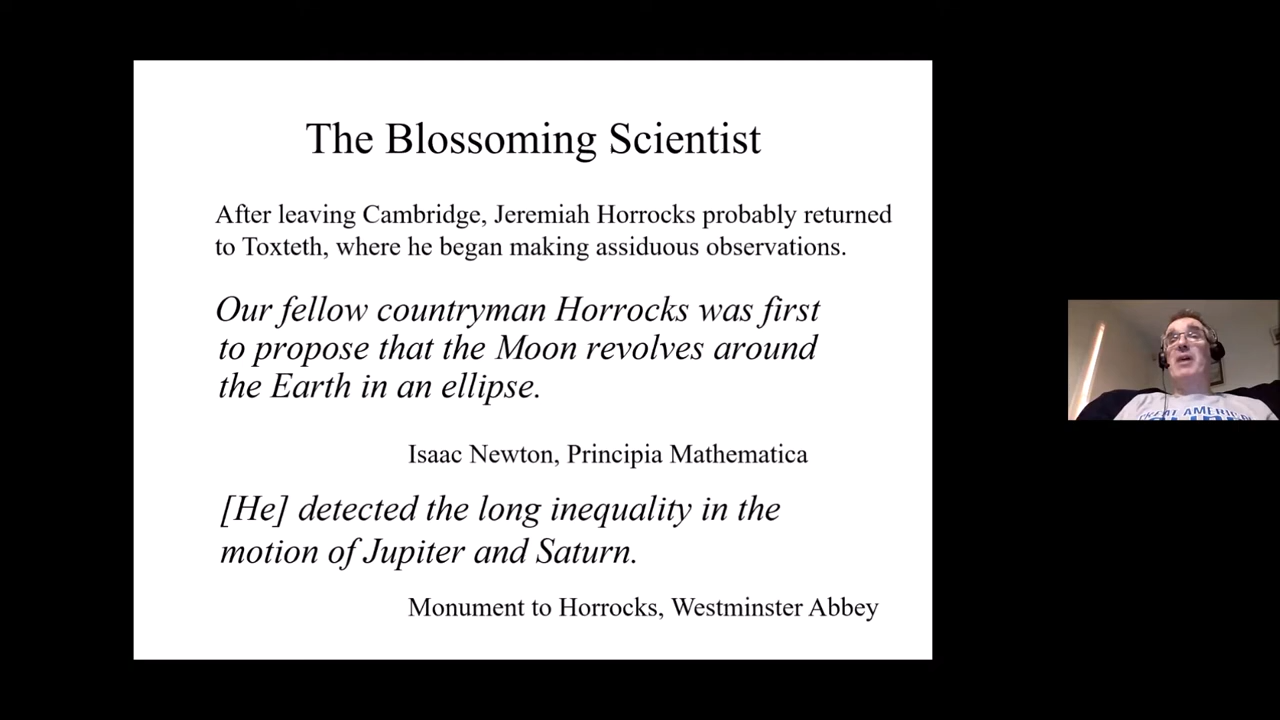 The Blossoming Scientist
After leaving Cambridge, Jeremiah Horrocks probably returned
to Toxteth, where he began making assiduous observations.
Our fellow countryman Horrocks was first
to propose that the Moon revolves around
the Earth in an ellipse.
Isaac Newton, Principia Mathematica
[He] detected the long inequality in the
motion of Jupiter and Saturn.
Monument to Horrocks, Westminster Abbey
GREAT AMERICA